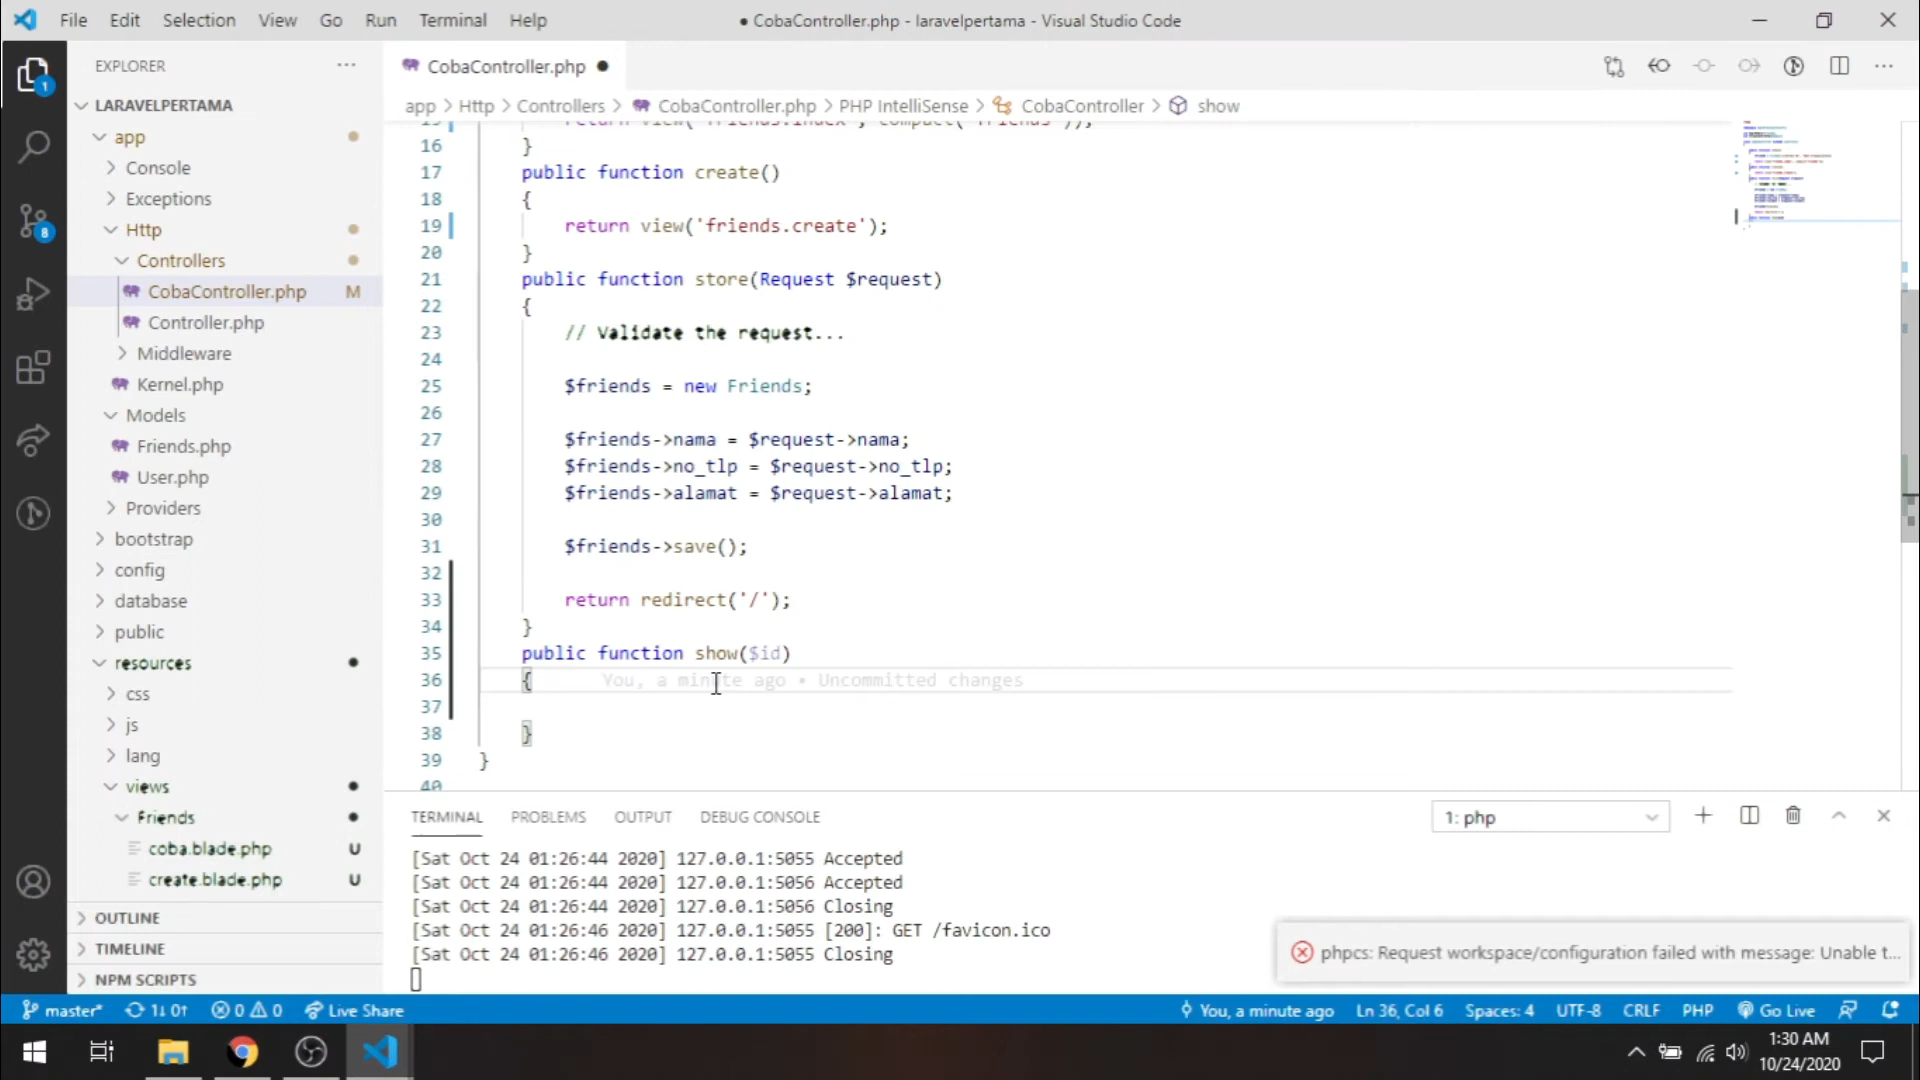 File Edit Selection View Go Run Terminal Help
● CobaController.php - laravelpertama - Visual Studio Code
EXPLORER
LARAVELPERTAMA
app
Console
Exceptions
Http
Controllers
CobaController.php M
Controller.php
Middleware
Kernel.php
Models
Friends.php
User.php
Providers
bootstrap
config
database
public
resources
css
js
lang
views
Friends
coba.blade.php U
create.blade.php U
OUTLINE
TIMELINE
NPM SCRIPTS
1
8
CobaController.php ●
app > Http > Controllers > CobaController.php > PHP IntelliSense > CobaController > show
return view('friends.index', compact('friends'));
16 }
17 public function create()
18 {
19 return view('friends.create');
20 }
21 public function store(Request $request)
22 {
23 // Validate the request...
24
25 $friends = new Friends;
26
27 $friends->nama = $request->nama;
28 $friends->no_tlp = $request->no_tlp;
29 $friends->alamat = $request->alamat;
30
31 $friends->save();
32
33 return redirect('/');
34 }
35 public function show($id)
36 { You, a minute ago • Uncommitted changes
37
38 }
39 }
40
TERMINAL PROBLEMS OUTPUT DEBUG CONSOLE
1: php
[Sat Oct 24 01:26:44 2020] 127.0.0.1:5055 Accepted
[Sat Oct 24 01:26:44 2020] 127.0.0.1:5056 Accepted
[Sat Oct 24 01:26:44 2020] 127.0.0.1:5056 Closing
[Sat Oct 24 01:26:46 2020] 127.0.0.1:5055 [200]: GET /favicon.ico
[Sat Oct 24 01:26:46 2020] 127.0.0.1:5055 Closing
phpcs: Request workspace/configuration failed with message: Unable t...
master* 1↓ 0↑ 0 0 Live Share
You, a minute ago Ln 36, Col 6 Spaces: 4 UTF-8 CRLF PHP Go Live
1:30 AM
10/24/2020